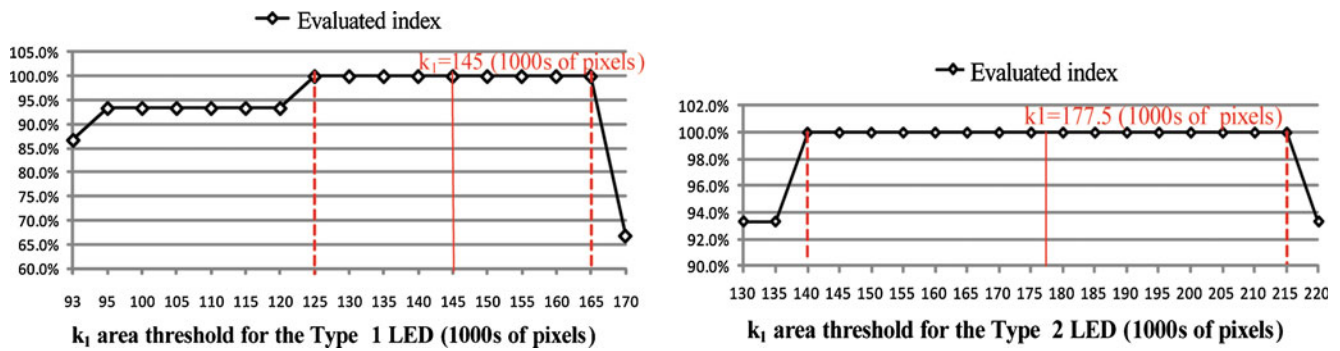 Evaluated index
105.0%
100.0%
95.0%
90.0%
85.0%
80.0%
75.0%
70.0%
65.0%
60.0%
k₁=145 (1000s of pixels)
93 95 100 105 110 115 120 125 130 135 140 145 150 155 160 165 170
k₁ area threshold for the Type 1 LED (1000s of pixels)
Evaluated index
102.0%
100.0%
98.0%
96.0%
94.0%
92.0%
90.0%
k1=177.5 (1000s of pixels)
130 135 140 145 150 155 160 165 170 175 180 185 190 195 200 205 210 215 220
k₁ area threshold for the Type 2 LED (1000s of pixels)